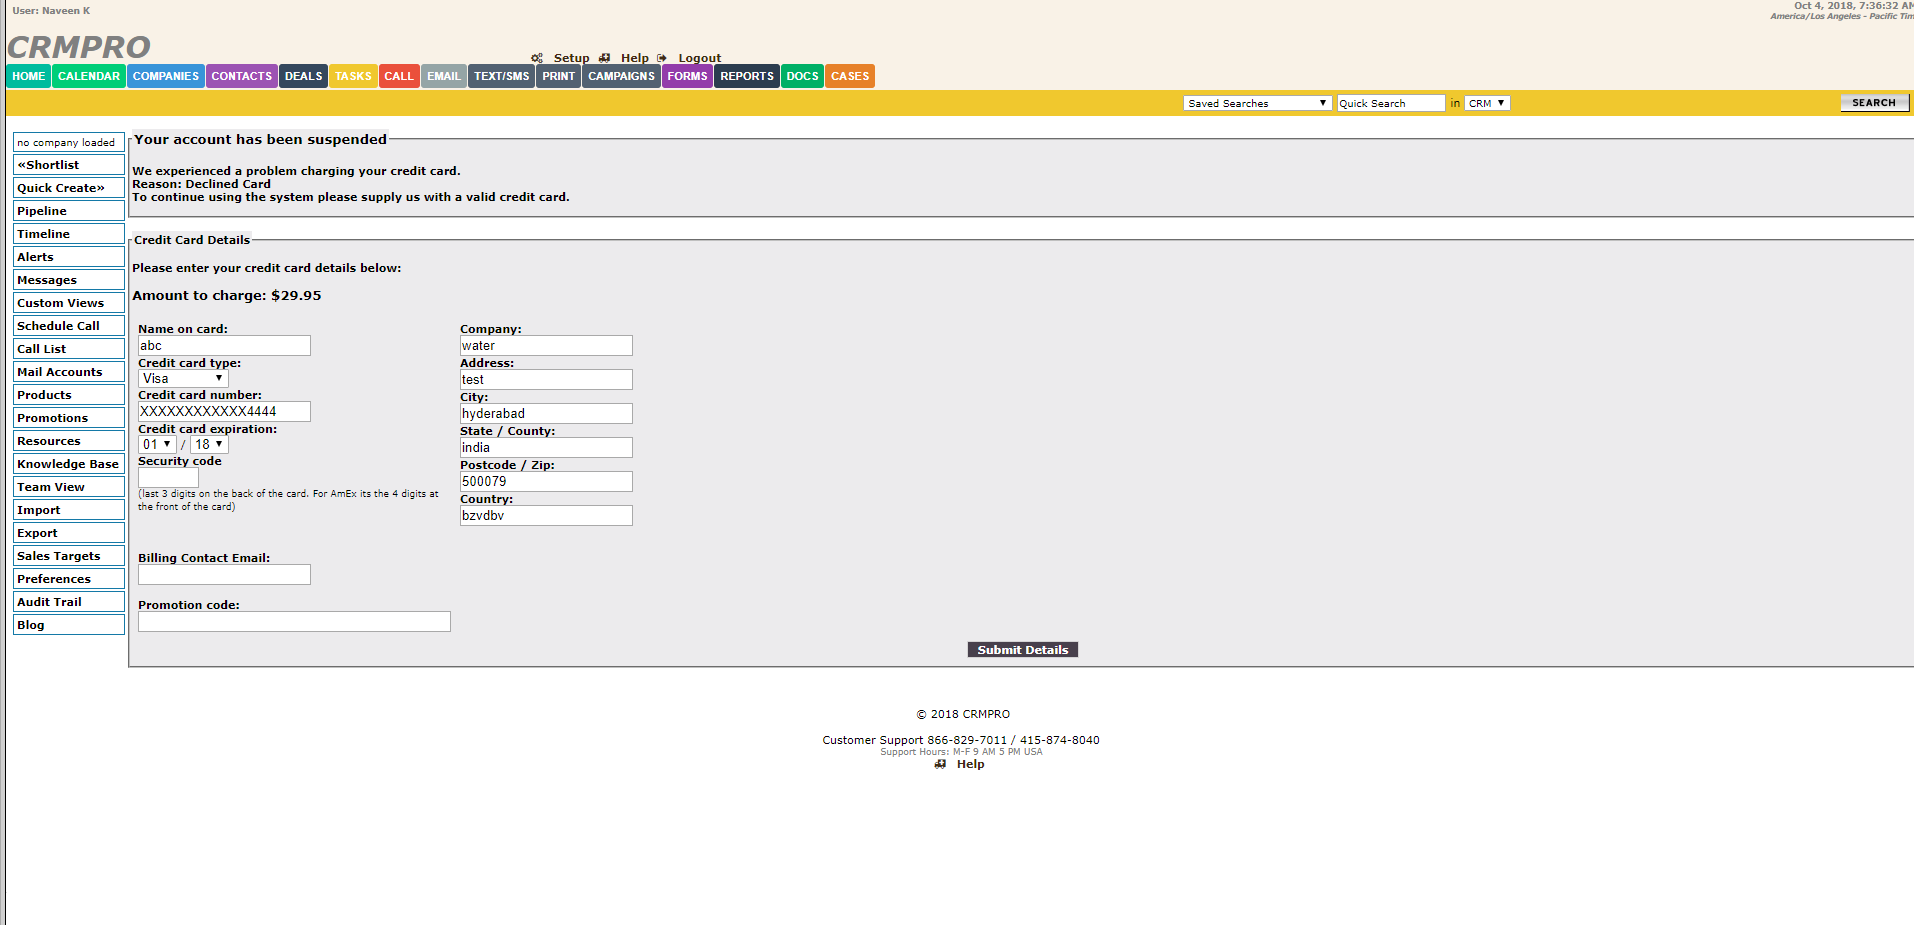 User: Naveen K
Oct 4, 2018, 7:36:32 AM
America/Los Angeles - Pacific Tim
CRMPRO
Setup Help Logout
HOME CALENDAR COMPANIES CONTACTS DEALS TASKS CALL EMAIL TEXT/SMS PRINT CAMPAIGNS FORMS REPORTS DOCS CASES
Saved Searches Quick Search in CRM SEARCH
no company loaded
«Shortlist
Quick Create»
Pipeline
Timeline
Alerts
Messages
Custom Views
Schedule Call
Call List
Mail Accounts
Products
Promotions
Resources
Knowledge Base
Team View
Import
Export
Sales Targets
Preferences
Audit Trail
Blog
Your account has been suspended
We experienced a problem charging your credit card.
Reason: Declined Card
To continue using the system please supply us with a valid credit card.
Credit Card Details
Please enter your credit card details below:
Amount to charge: $29.95
Name on card:
abc
Credit card type:
Visa
Credit card number:
XXXXXXXXXXXX4444
Credit card expiration:
01 / 18
Security code
(last 3 digits on the back of the card. For AmEx its the 4 digits at
the front of the card)
Company:
water
Address:
test
City:
hyderabad
State / County:
india
Postcode / Zip:
500079
Country:
bzvdbv
Billing Contact Email:
Promotion code:
Submit Details
© 2018 CRMPRO
Customer Support 866-829-7011 / 415-874-8040
Support Hours: M-F 9 AM 5 PM USA
Help